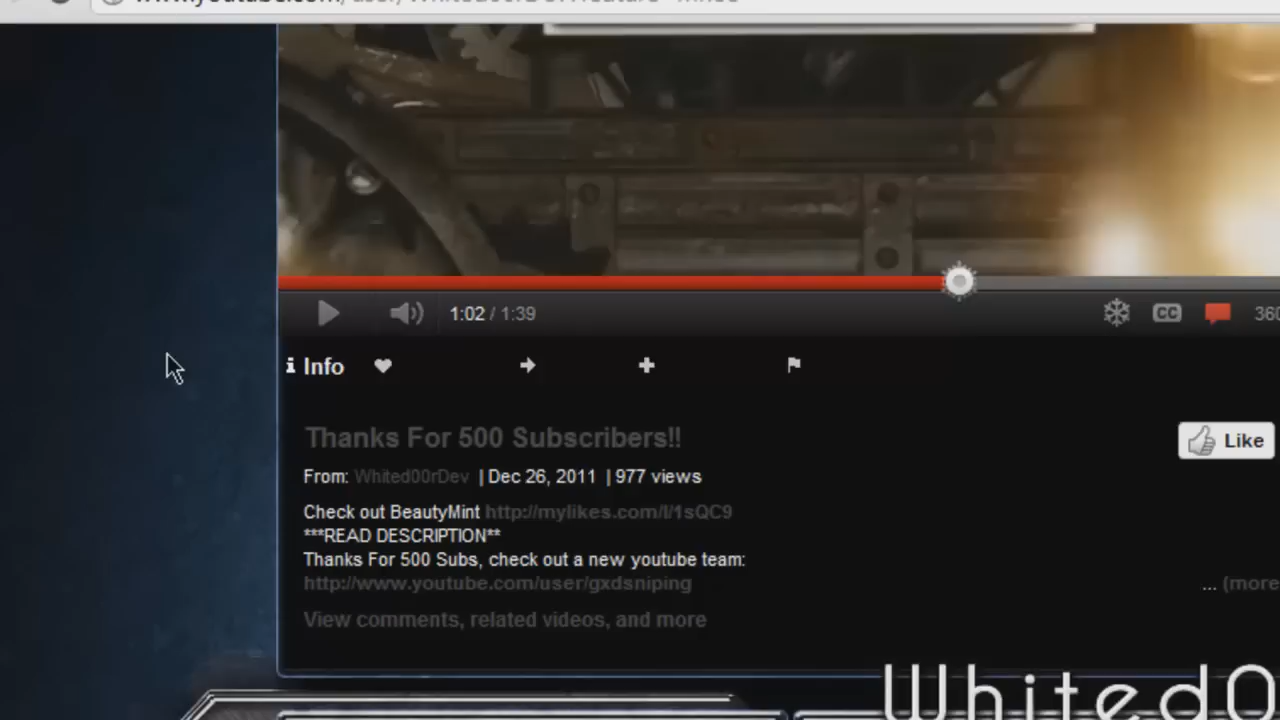 1:02 / 1:39
CC
Info
Thanks For 500 Subscribers!!
Like
From: Whited00rDev | Dec 26, 2011 | 977 views
Check out BeautyMint http://mylikes.com/l/1sQC9
***READ DESCRIPTION**
Thanks For 500 Subs, check out a new youtube team:
http://www.youtube.com/user/gxdsniping
... (more
View comments, related videos, and more